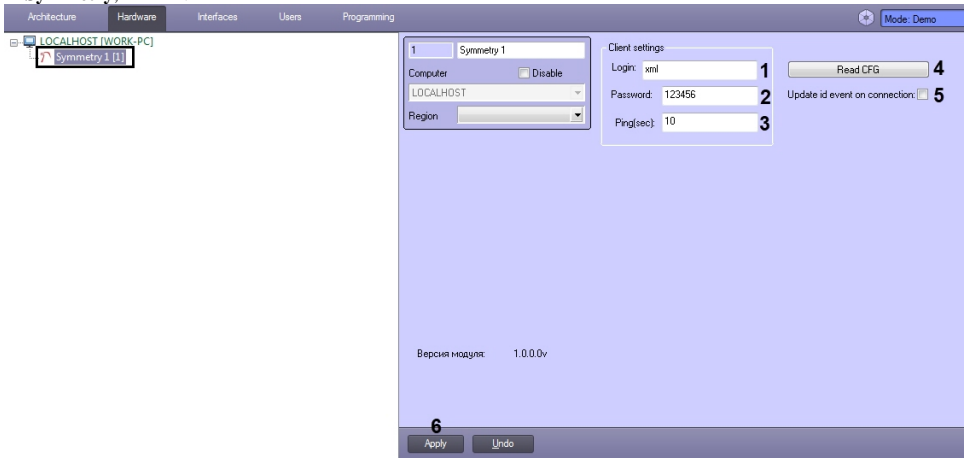 Architecture Hardware Interfaces Users Programming Mode: Demo
LOCALHOST [WORK-PC]
Symmetry 1 [1]
1 Symmetry 1
Computer Disable
LOCALHOST
Region
Client settings
Login: xml 1
Password: 123456 2
Ping(sec): 10 3
Read CFG 4
Update id event on connection: 5
Версия модуля: 1.0.0.0v
6
Apply Undo